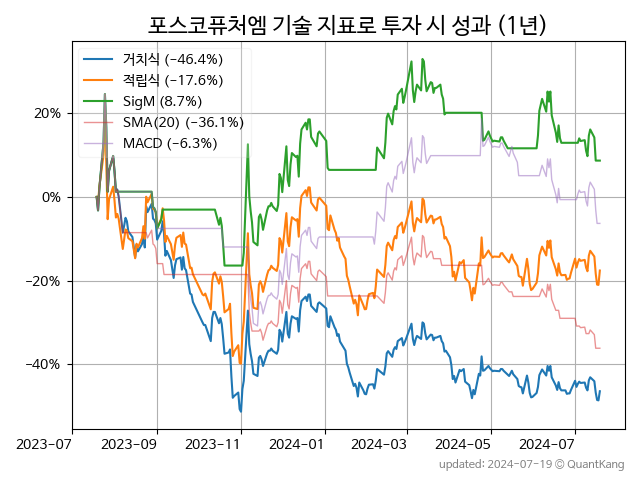 포스코퓨처엠 기술 지표로 투자 시 성과 (1년)
거치식 (−46.4%)
적립식 (−17.6%)
SigM (8.7%)
SMA(20) (−36.1%)
MACD (−6.3%)
20%
0%
−20%
−40%
2023-07 2023-09 2023-11 2024-01 2024-03 2024-05 2024-07
updated: 2024-07-19 © QuantKang